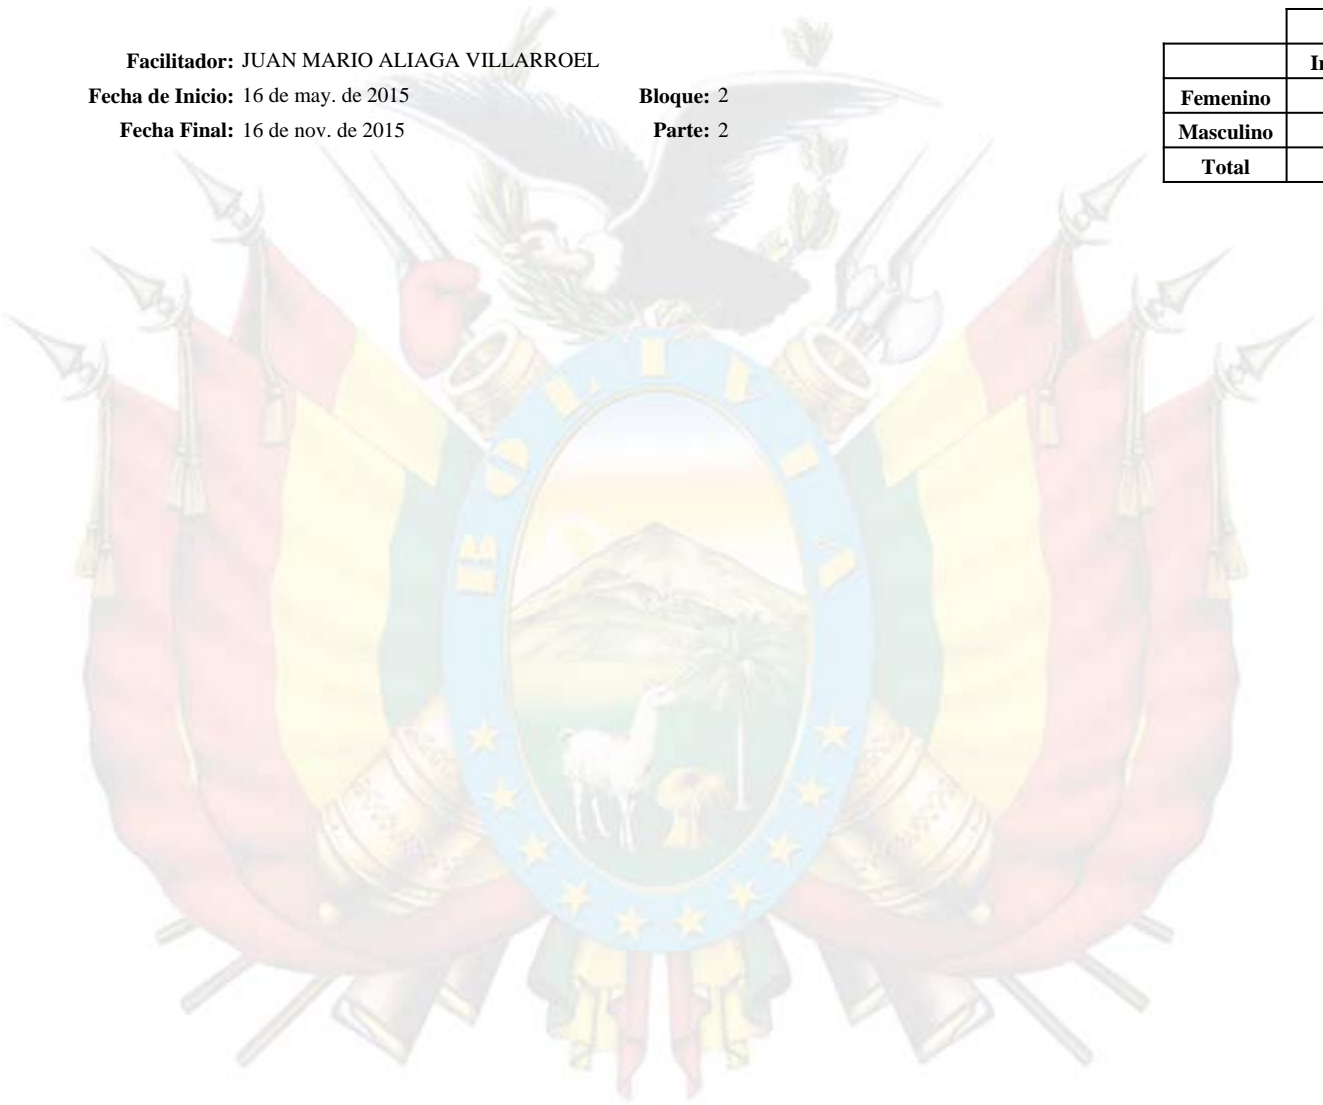 Facilitador: JUAN MARIO ALIAGA VILLARROEL
Fecha de Inicio: 16 de may. de 2015 Bloque: 2
Fecha Final: 16 de nov. de 2015 Parte: 2
Femenino
Masculino
Total
BOLIVIA